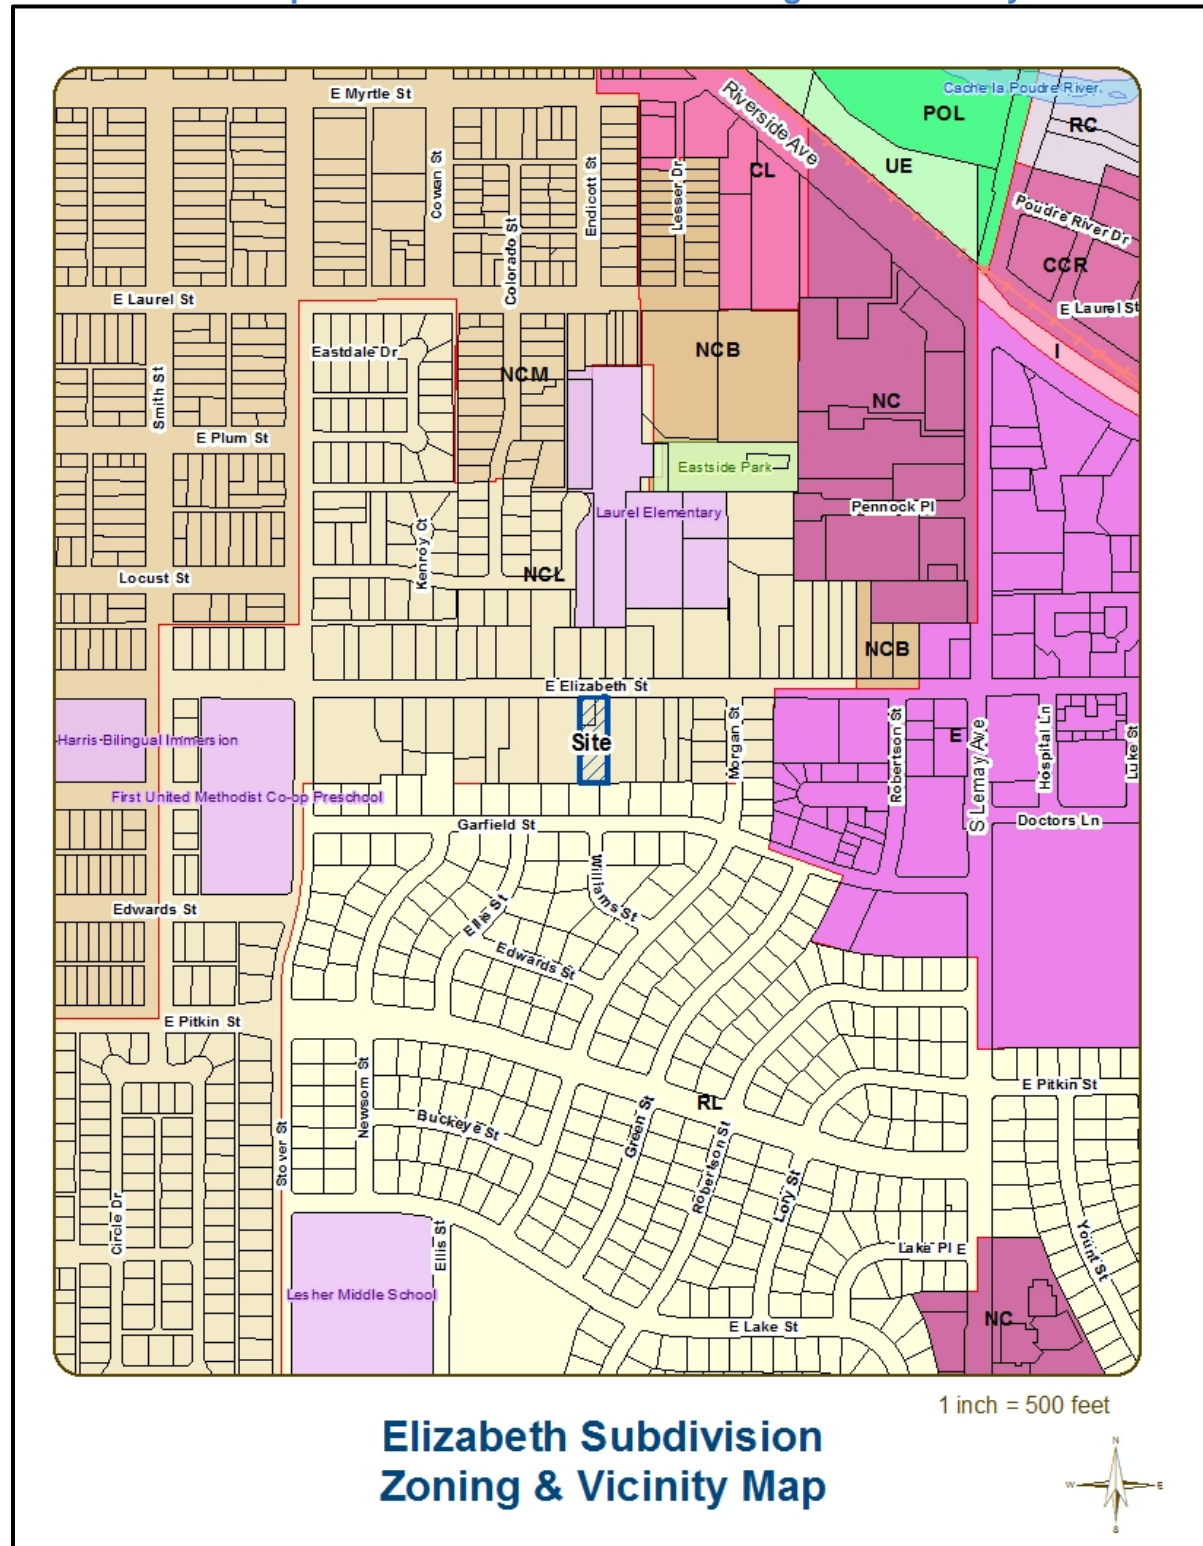 E Myrtle St
Cache la Poudre River
POL
Riverside Ave
RC
Cowan St
Lesser Dr
CL
UE
Endicott St
Poudre River Dr
Colorado St
CCR
E Laurel St
E Laurel St
Eastdale Dr
NCB
I
NCM
Smith St
NC
E Plum St
Eastside Park
Pennock Pl
Laurel Elementary
Kenroy Ct
Locust St
NCL
NCB
E Elizabeth St
Harris-Bilingual Immersion
Site
Morgan St
Robertson St
E
S Lemay Ave
Hospital Ln
Luke St
First United Methodist Co-op Preschool
Garfield St
Doctors Ln
Williams St
Ellis St
Edwards St
Edwards St
E Pitkin St
E Pitkin St
Newsom St
RL
Buckeye St
Green St
Stover St
Robertson St
Lory St
Circle Dr
Ellis St
Lake Pl E
Yount St
Lesher Middle School
NC
E Lake St
1 inch = 500 feet
Elizabeth Subdivision
Zoning & Vicinity Map
N
W
E
S